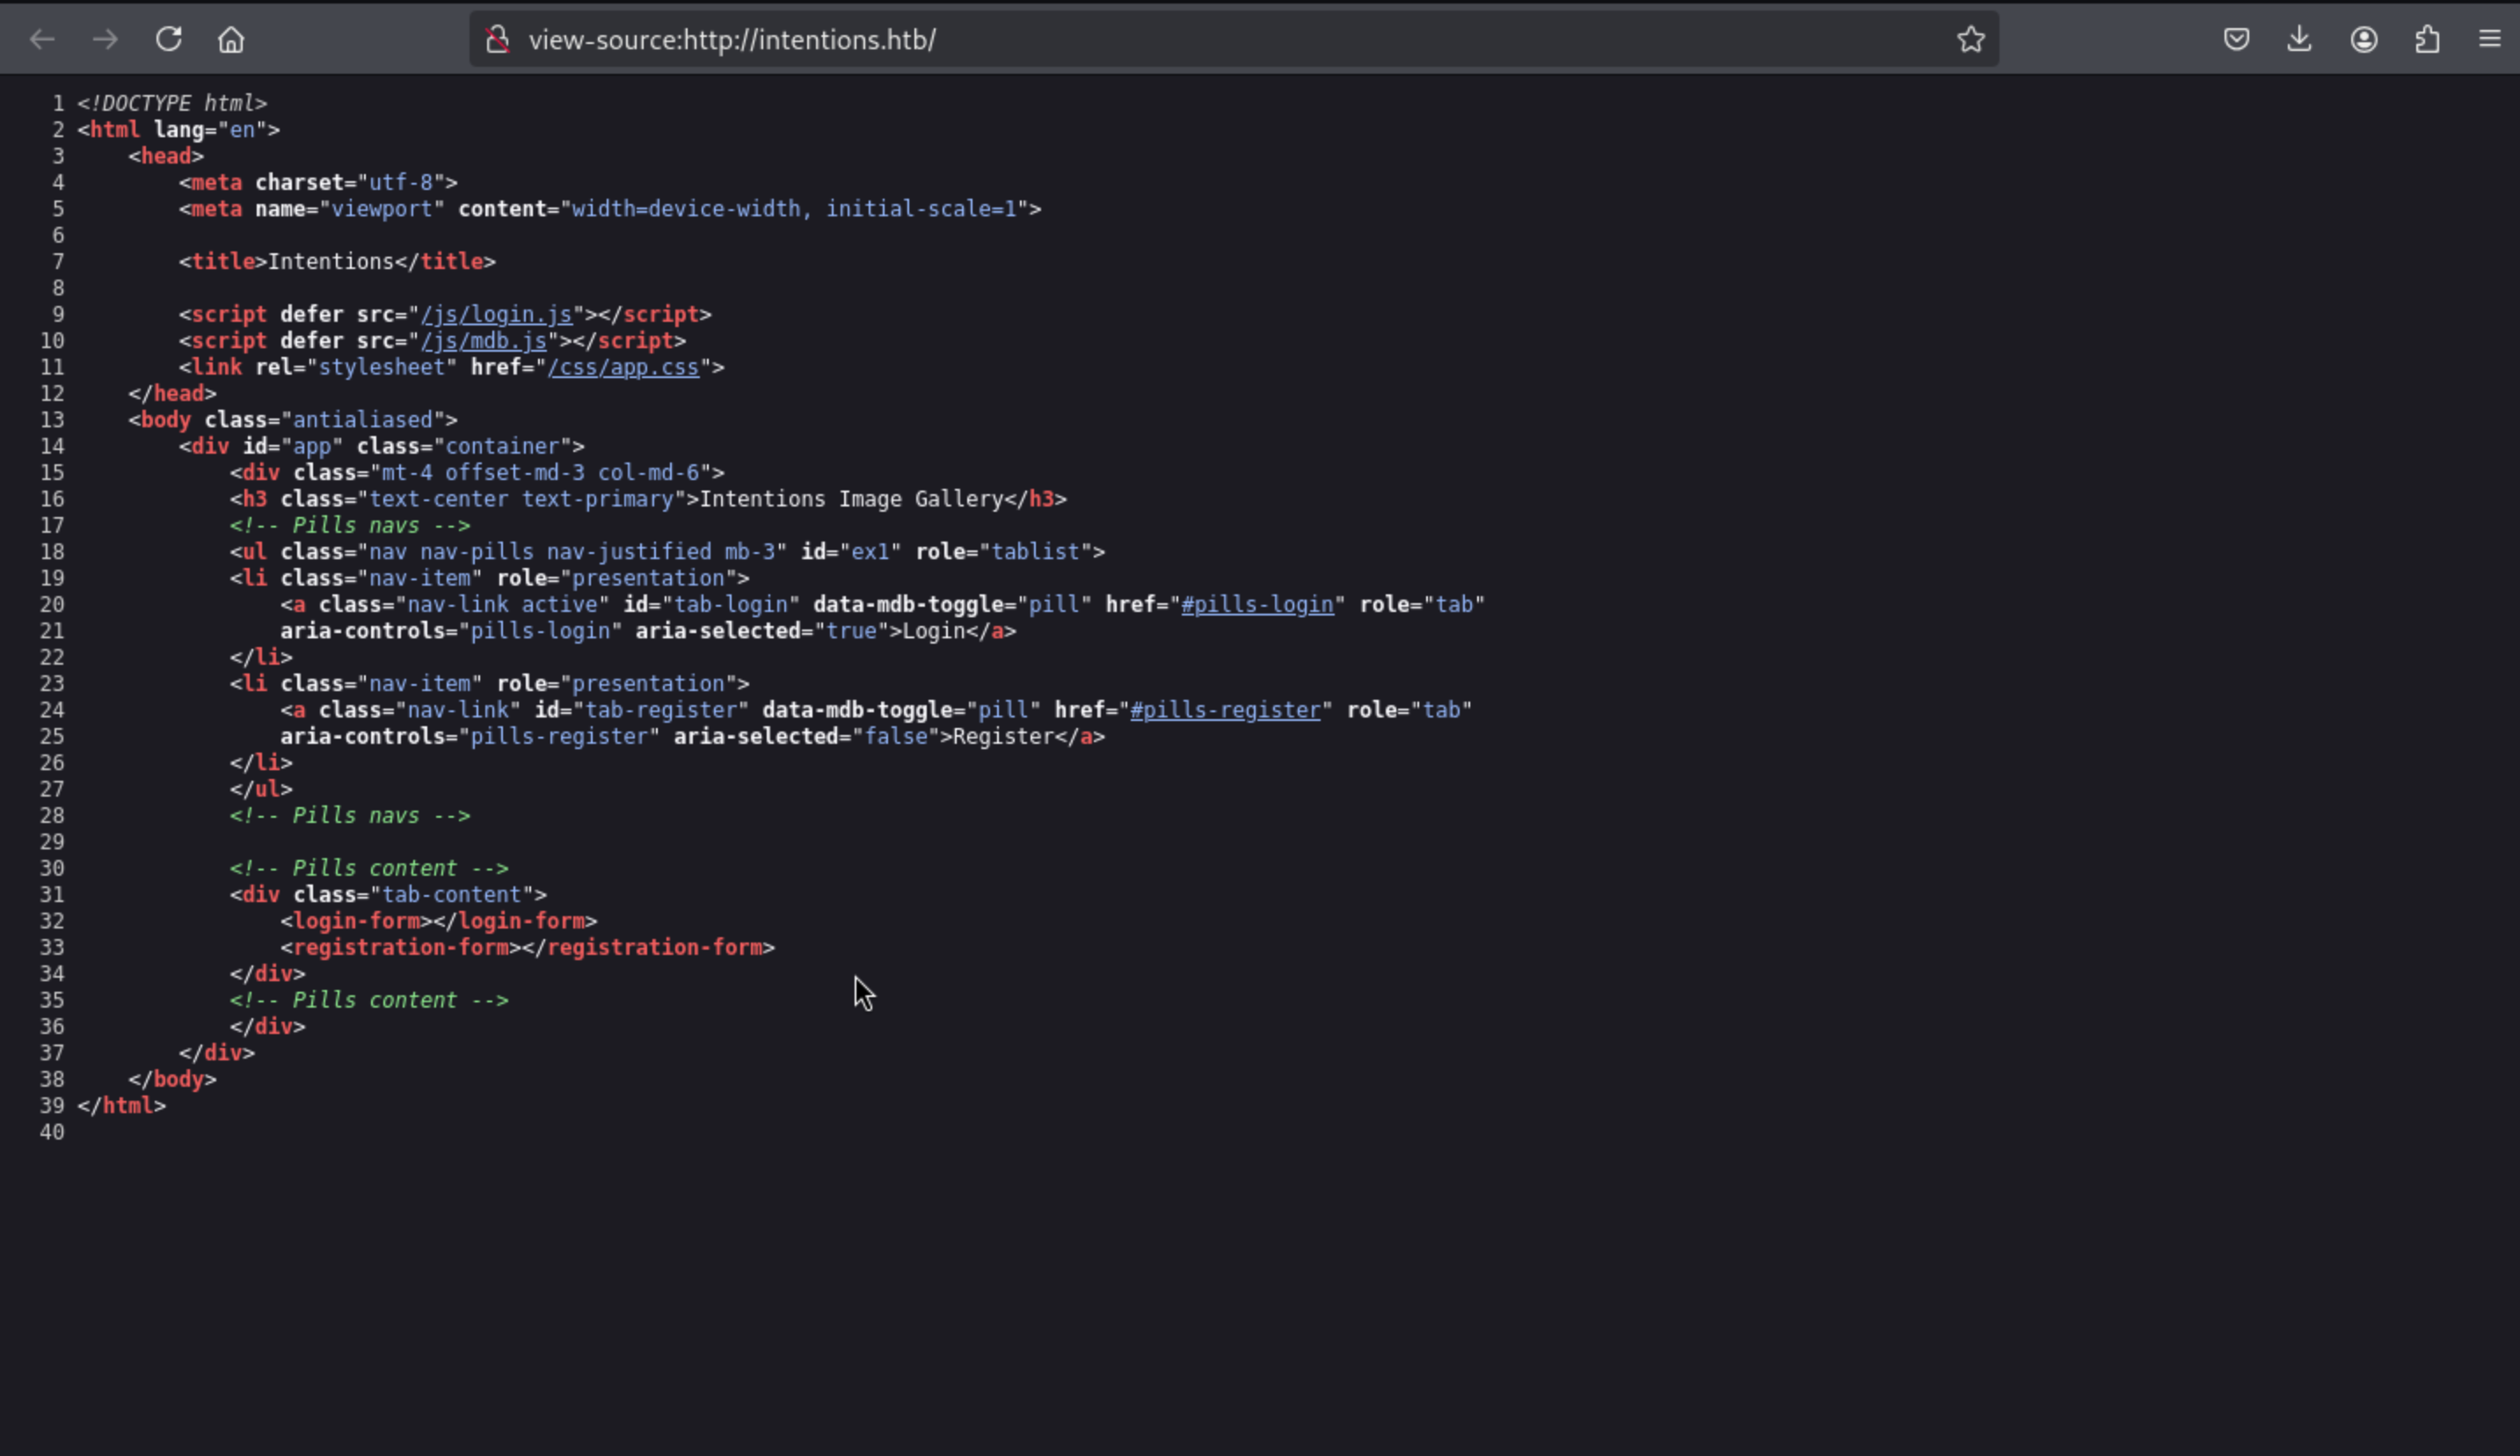 view-source:http://intentions.htb/
1 <!DOCTYPE html>
2 <html lang="en">
3     <head>
4         <meta charset="utf-8">
5         <meta name="viewport" content="width=device-width, initial-scale=1">
6
7         <title>Intentions</title>
8
9         <script defer src="/js/login.js"></script>
10         <script defer src="/js/mdb.js"></script>
11         <link rel="stylesheet" href="/css/app.css">
12     </head>
13     <body class="antialiased">
14         <div id="app" class="container">
15             <div class="mt-4 offset-md-3 col-md-6">
16             <h3 class="text-center text-primary">Intentions Image Gallery</h3>
17             <!-- Pills navs -->
18             <ul class="nav nav-pills nav-justified mb-3" id="ex1" role="tablist">
19             <li class="nav-item" role="presentation">
20                 <a class="nav-link active" id="tab-login" data-mdb-toggle="pill" href="#pills-login" role="tab"
21                 aria-controls="pills-login" aria-selected="true">Login</a>
22             </li>
23             <li class="nav-item" role="presentation">
24                 <a class="nav-link" id="tab-register" data-mdb-toggle="pill" href="#pills-register" role="tab"
25                 aria-controls="pills-register" aria-selected="false">Register</a>
26             </li>
27             </ul>
28             <!-- Pills navs -->
29
30             <!-- Pills content -->
31             <div class="tab-content">
32                 <login-form></login-form>
33                 <registration-form></registration-form>
34             </div>
35             <!-- Pills content -->
36             </div>
37         </div>
38     </body>
39 </html>
40